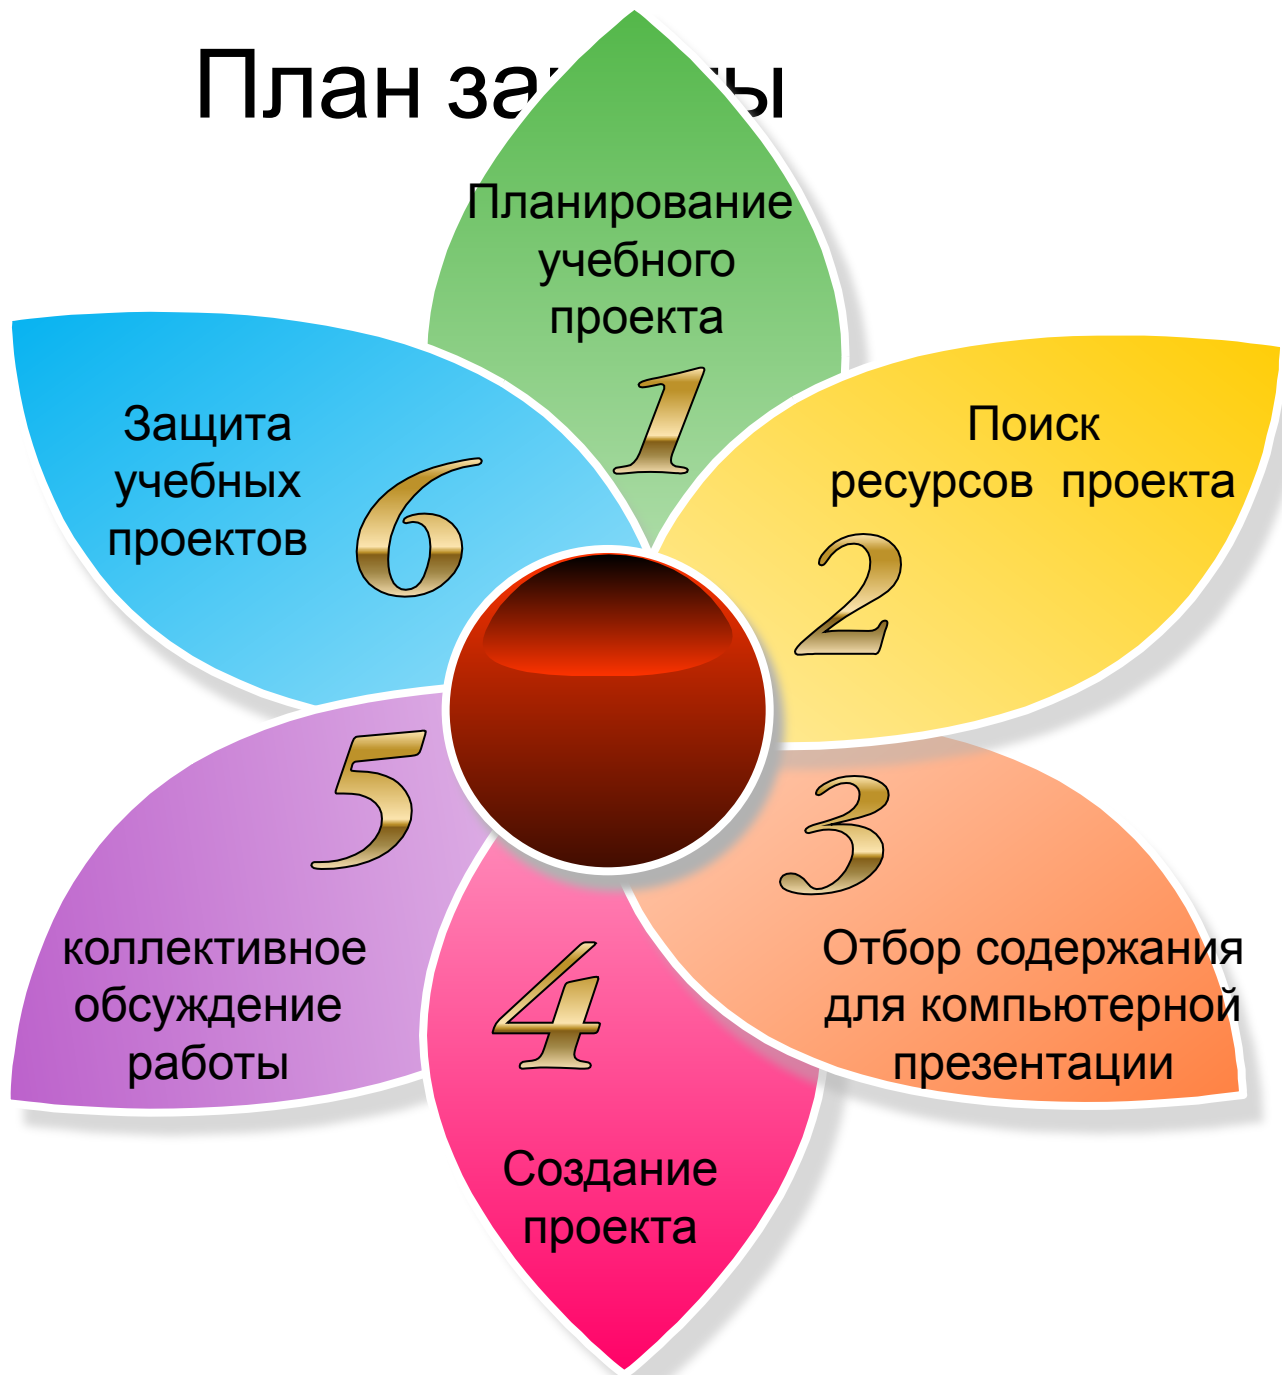 План
Планирование
учебного
проекта
1
Поиск
ресурсов проекта
2
3
Отбор содержания
для компьютерной
презентации
4
Создание
проекта
5
коллективное
обсуждение
работы
Защита
учебных
проектов
6